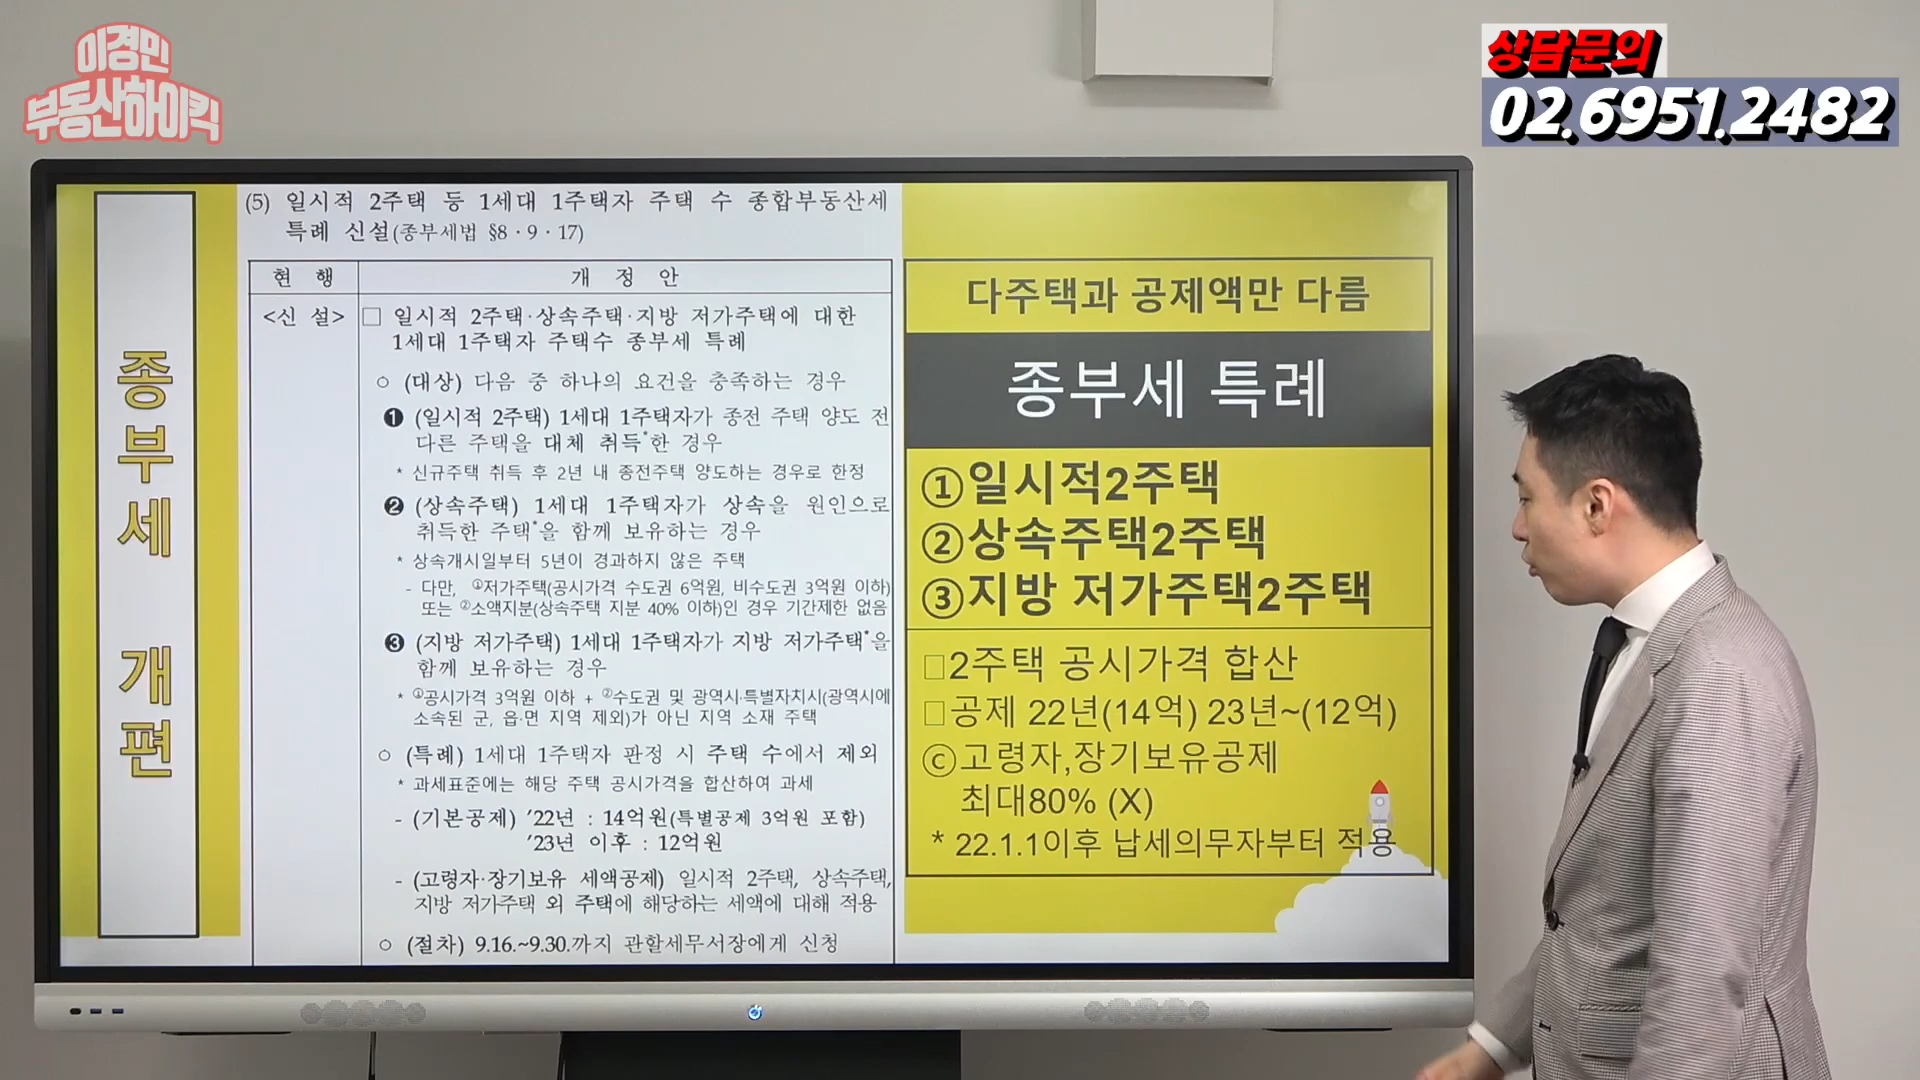 이경민
부동산하이킥
상담문의
02.6951.2482
종부세 개편
(5) 일시적 2주택 등 1세대 1주택자 주택 수 종합부동산세
특례 신설(종부세법 §8·9·17)
현 행
개 정 안
<신 설>
□ 일시적 2주택·상속주택·지방 저가주택에 대한
1세대 1주택자 주택수 종부세 특례
○ (대상) 다음 중 하나의 요건을 충족하는 경우
❶ (일시적 2주택) 1세대 1주택자가 종전 주택 양도 전
다른 주택을 대체 취득*한 경우
* 신규주택 취득 후 2년 내 종전주택 양도하는 경우로 한정
❷ (상속주택) 1세대 1주택자가 상속을 원인으로
취득한 주택*을 함께 보유하는 경우
* 상속개시일부터 5년이 경과하지 않은 주택
- 다만, ①저가주택(공시가격 수도권 6억원, 비수도권 3억원 이하)
또는 ②소액지분(상속주택 지분 40% 이하)인 경우 기간제한 없음
❸ (지방 저가주택) 1세대 1주택자가 지방 저가주택*을
함께 보유하는 경우
* ①공시가격 3억원 이하 + ②수도권 및 광역시·특별자치시(광역시에
소속된 군, 읍·면 지역 제외)가 아닌 지역 소재 주택
○ (특례) 1세대 1주택자 판정 시 주택 수에서 제외
* 과세표준에는 해당 주택 공시가격을 합산하여 과세
- (기본공제) '22년 : 14억원(특별공제 3억원 포함)
'23년 이후 : 12억원
- (고령자·장기보유 세액공제) 일시적 2주택, 상속주택,
지방 저가주택 외 주택에 해당하는 세액에 대해 적용
○ (절차) 9.16.~9.30.까지 관할세무서장에게 신청
다주택과 공제액만 다름
종부세 특례
①일시적2주택
②상속주택2주택
③지방 저가주택2주택
□2주택 공시가격 합산
□공제 22년(14억) 23년~(12억)
ⓒ고령자,장기보유공제
최대80% (X)
* 22.1.1이후 납세의무자부터 적용